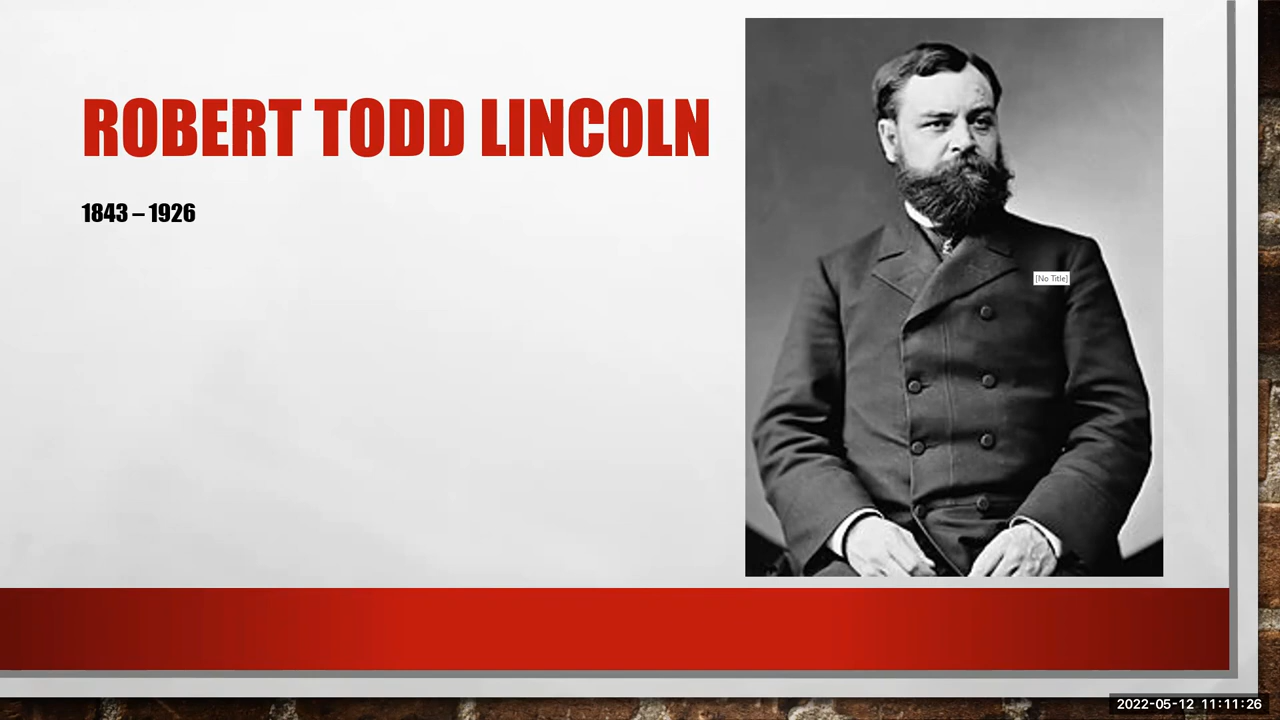 ROBERT TODD LINCOLN
1843 – 1926
[No Title]
2022-05-12 11:11:26